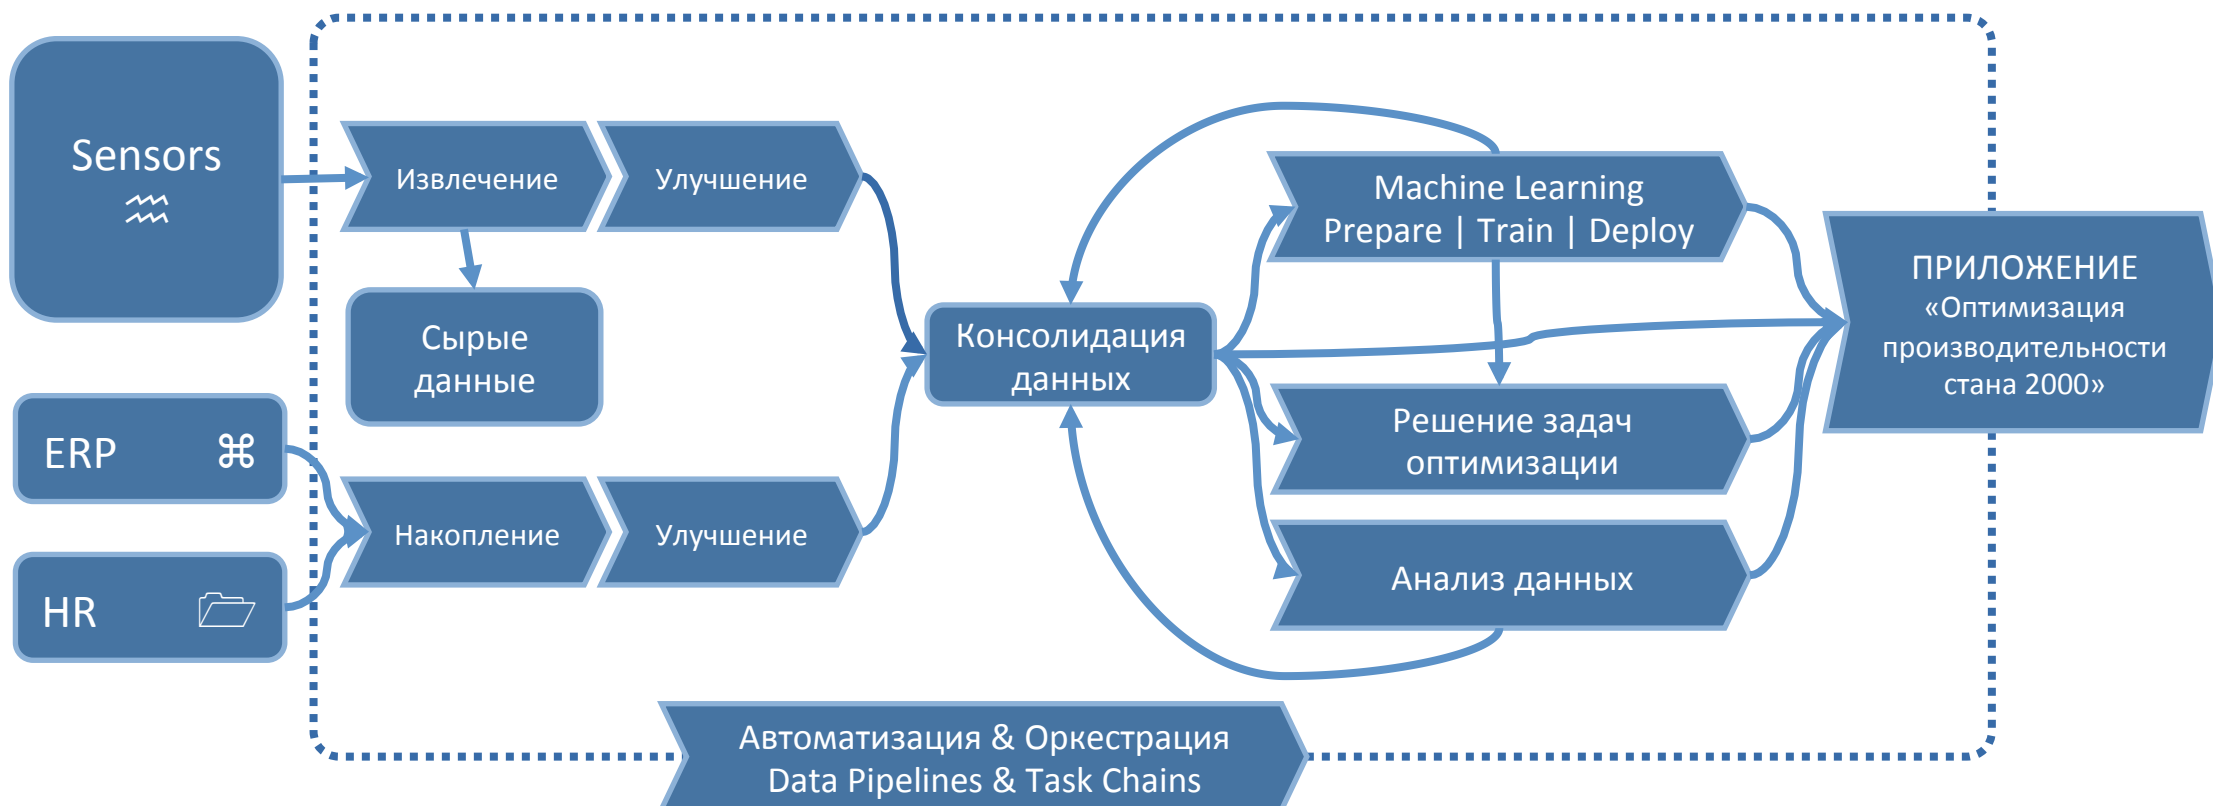 Sensors
ERP ⌘
HR
Извлечение
Улучшение
Сырые
данные
Накопление
Улучшение
Консолидация
данных
Machine Learning
Prepare | Train | Deploy
Решение задач
оптимизации
Анализ данных
ПРИЛОЖЕНИЕ
«Оптимизация
производительности
стана 2000»
Автоматизация & Оркестрация
Data Pipelines & Task Chains